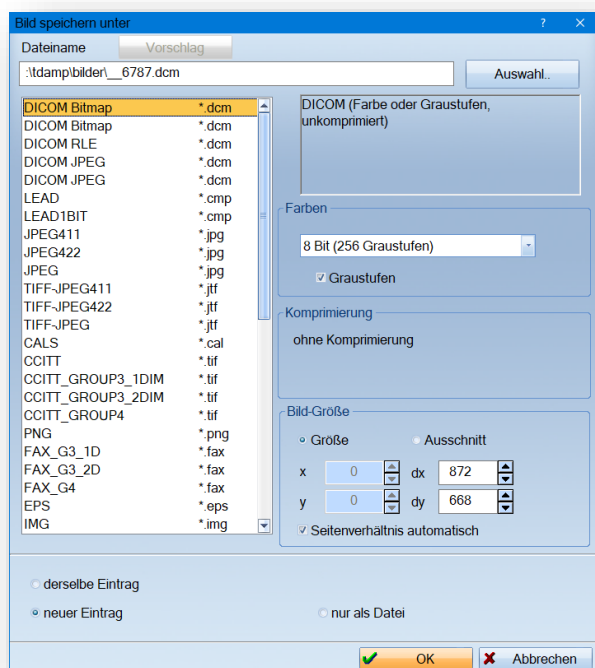 Bild speichern unter ? ×
Dateiname Vorschlag
:\tdamp\bilder\__6787.dcm Auswahl..
DICOM Bitmap *.dcm
DICOM Bitmap *.dcm
DICOM RLE *.dcm
DICOM JPEG *.dcm
DICOM JPEG *.dcm
LEAD *.cmp
LEAD1BIT *.cmp
JPEG411 *.jpg
JPEG422 *.jpg
JPEG *.jpg
TIFF-JPEG411 *.jtf
TIFF-JPEG422 *.jtf
TIFF-JPEG *.jtf
CALS *.cal
CCITT *.tif
CCITT_GROUP3_1DIM *.tif
CCITT_GROUP3_2DIM *.tif
CCITT_GROUP4 *.tif
PNG *.png
FAX_G3_1D *.fax
FAX_G3_2D *.fax
FAX_G4 *.fax
EPS *.eps
IMG *.img
DICOM (Farbe oder Graustufen,
unkomprimiert)
Farben
8 Bit (256 Graustufen)
Graustufen
Komprimierung
ohne Komprimierung
Bild-Größe
Größe Ausschnitt
x 0 dx 872
y 0 dy 668
Seitenverhältnis automatisch
derselbe Eintrag
neuer Eintrag nur als Datei
OK Abbrechen